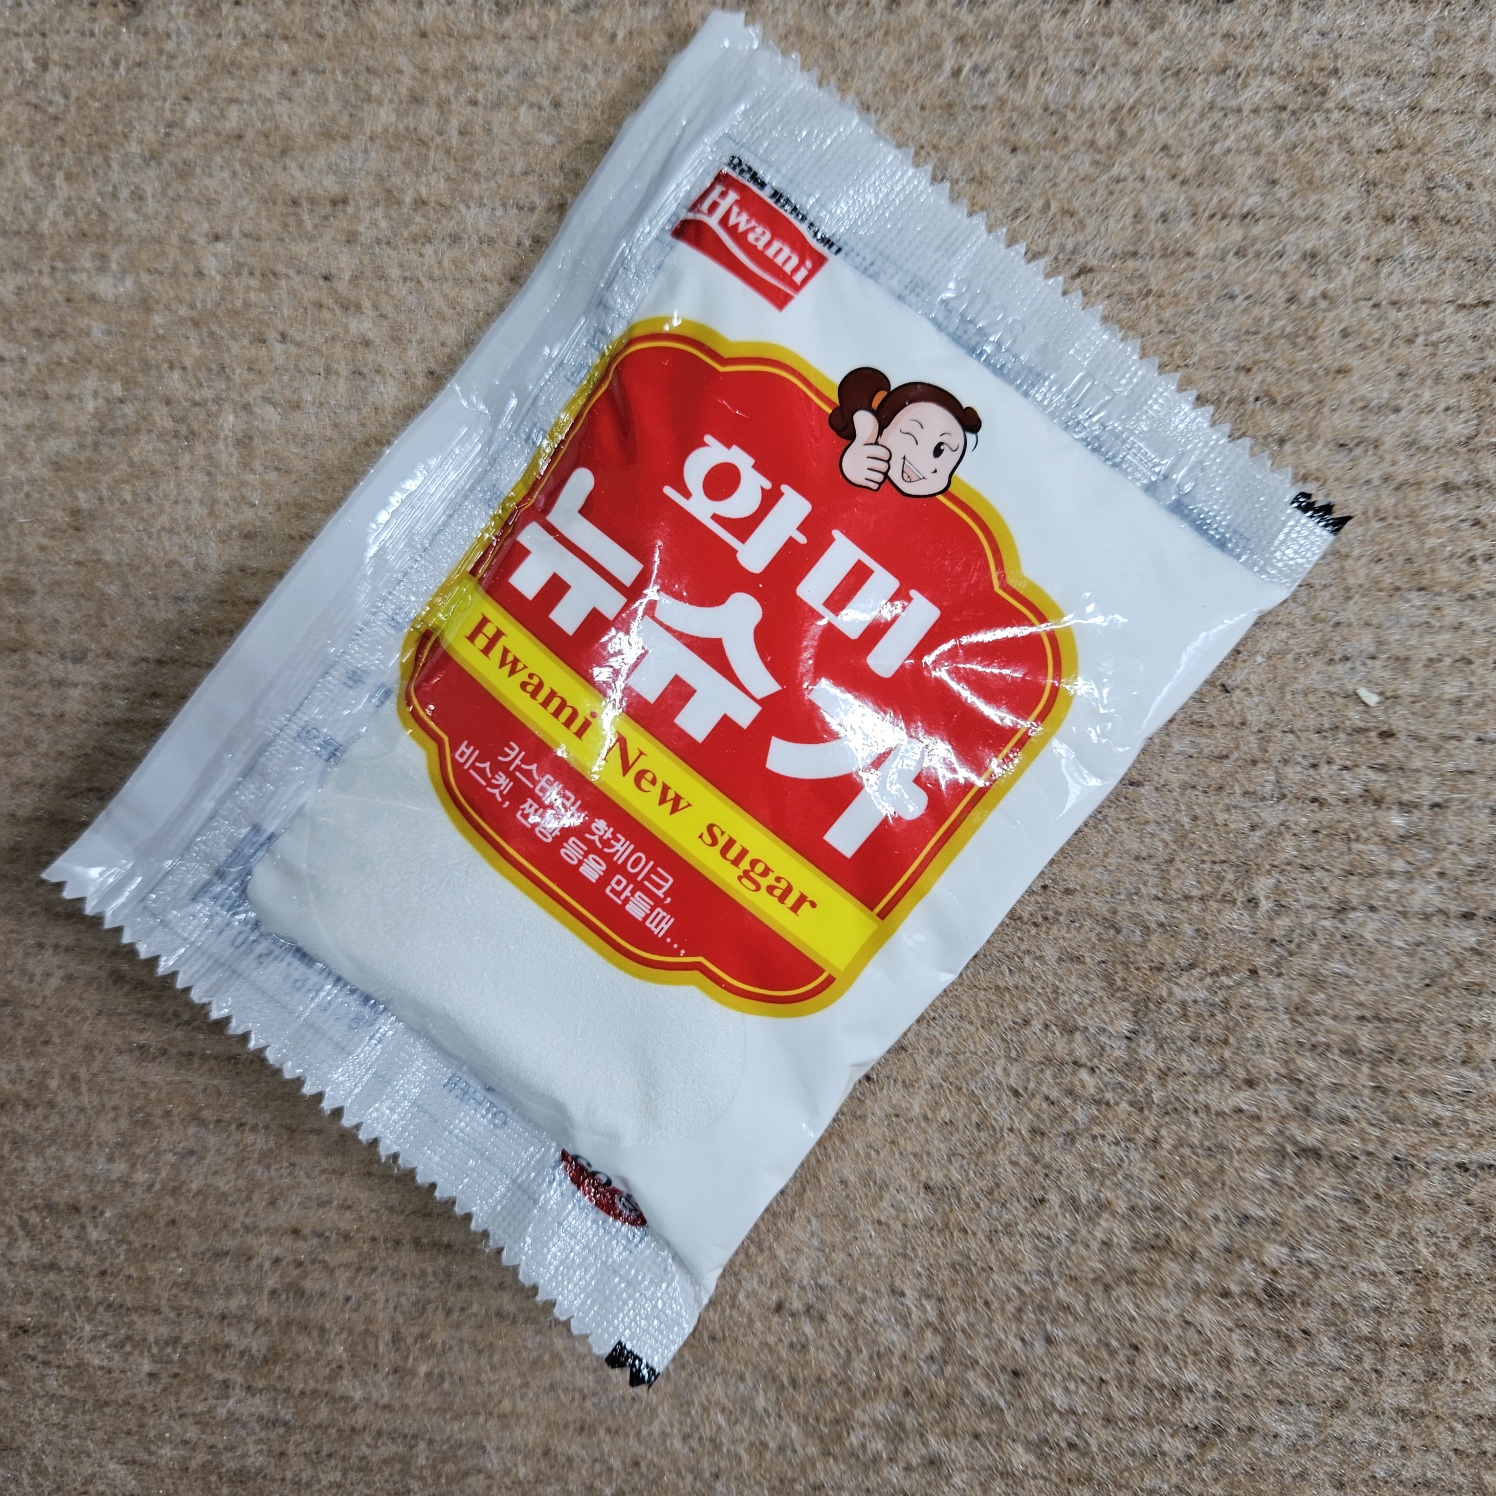 Hwami
화미
뉴슈가
Hwami New sugar
카스테라, 핫케이크,
비스켓, 찐빵 등을 만들때...